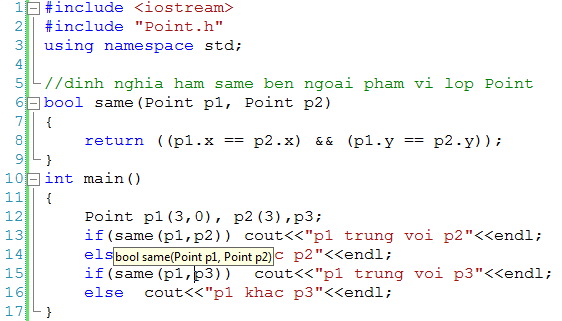 1 #include <iostream>
2 #include "Point.h"
3 using namespace std;
4
5 //dinh nghia ham same ben ngoai pham vi lop Point
6 bool same(Point p1, Point p2)
7 {
8 return ((p1.x == p2.x) && (p1.y == p2.y));
9 }
10 int main()
11 {
12 Point p1(3,0), p2(3),p3;
13 if(same(p1,p2)) cout<<"p1 trung voi p2"<<endl;
14 els bool same(Point p1, Point p2) c p2"<<endl;
15 if(same(p1,p3)) cout<<"p1 trung voi p3"<<endl;
16 else cout<<"p1 khac p3"<<endl;
17 }